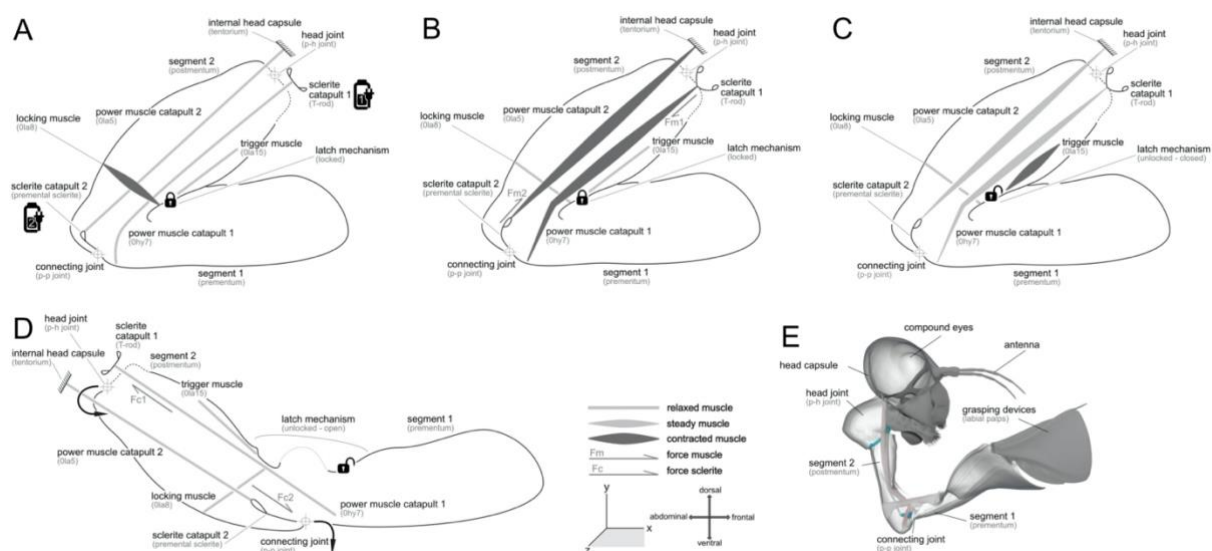 A
internal head capsule
(tentorium)
head joint
(p-h joint)
segment 2
(postmentum)
sclerite
catapult 1
(T-rod)
1
power muscle catapult 2
(0la5)
locking muscle
(0la8)
trigger muscle
(0la15)
latch mechanism
(locked)
sclerite catapult 2
(premental sclerite)
2
power muscle catapult 1
(0hy7)
connecting joint
(p-p joint)
segment 1
(prementum)
B
internal head capsule
(tentorium)
head joint
(p-h joint)
segment 2
(postmentum)
sclerite
catapult 1
(T-rod)
power muscle catapult 2
(0la5)
Fm1
locking muscle
(0la8)
trigger muscle
(0la15)
latch mechanism
(locked)
sclerite catapult 2
(premental sclerite)
Fm2
power muscle catapult 1
(0hy7)
connecting joint
(p-p joint)
segment 1
(prementum)
C
internal head capsule
(tentorium)
head joint
(p-h joint)
segment 2
(postmentum)
sclerite
catapult 1
(T-rod)
power muscle catapult 2
(0la5)
locking muscle
(0la8)
trigger muscle
(0la15)
latch mechanism
(unlocked - closed)
sclerite catapult 2
(premental sclerite)
power muscle catapult 1
(0hy7)
connecting joint
(p-p joint)
segment 1
(prementum)
D
head joint
(p-h joint)
sclerite
catapult 1
(T-rod)
internal head capsule
(tentorium)
segment 2
(postmentum)
trigger muscle
(0la15)
Fc1
latch mechanism
(unlocked - open)
segment 1
(prementum)
power muscle catapult 2
(0la5)
locking muscle
(0la8)
Fc2
power muscle catapult 1
(0hy7)
sclerite catapult 2
(premental sclerite)
connecting joint
(p-p joint)
relaxed muscle
steady muscle
contracted muscle
Fm force muscle
Fc force sclerite
y
x
z
dorsal
abdominal
frontal
ventral
E
compound eyes
antenna
head capsule
head joint
(p-h joint)
grasping devices
(labial palps)
segment 2
(postmentum)
segment 1
(prementum)
connecting joint
(p-p joint)